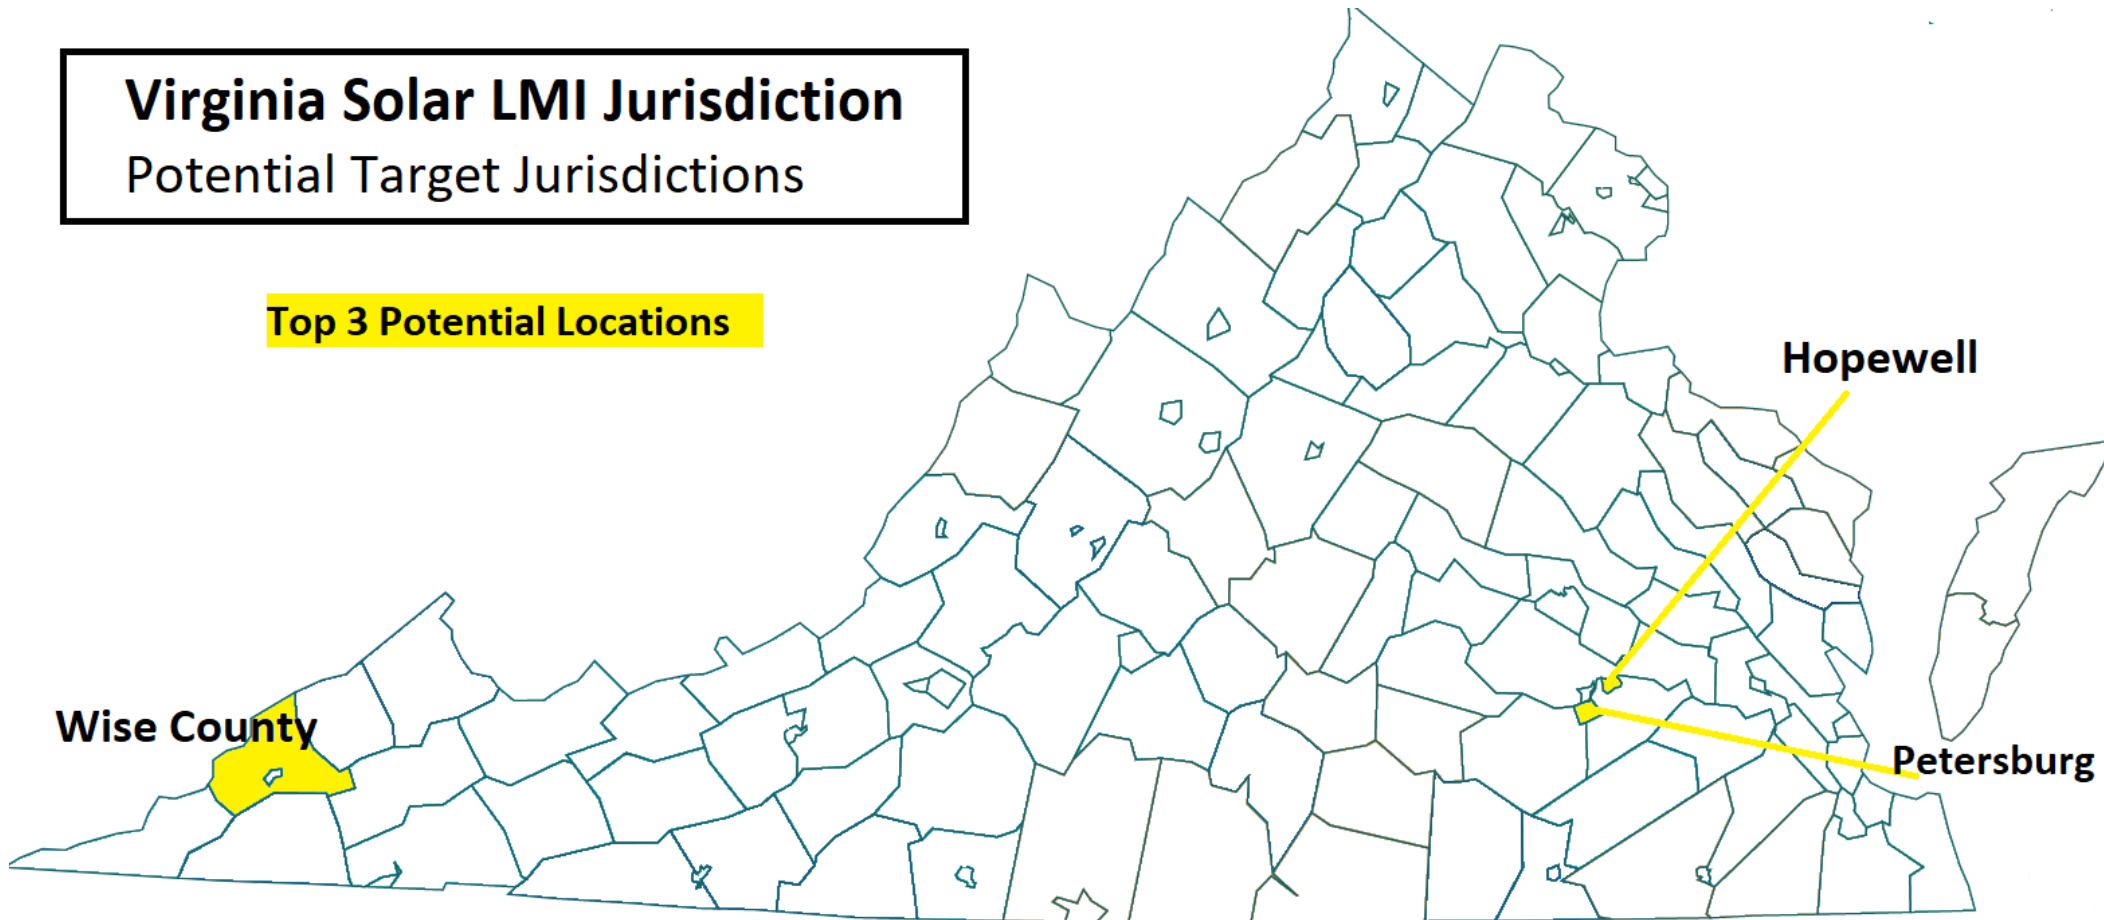 Virginia Solar LMI Jurisdiction
Potential Target Jurisdictions
Top 3 Potential Locations
Hopewell
Wise County
Petersburg